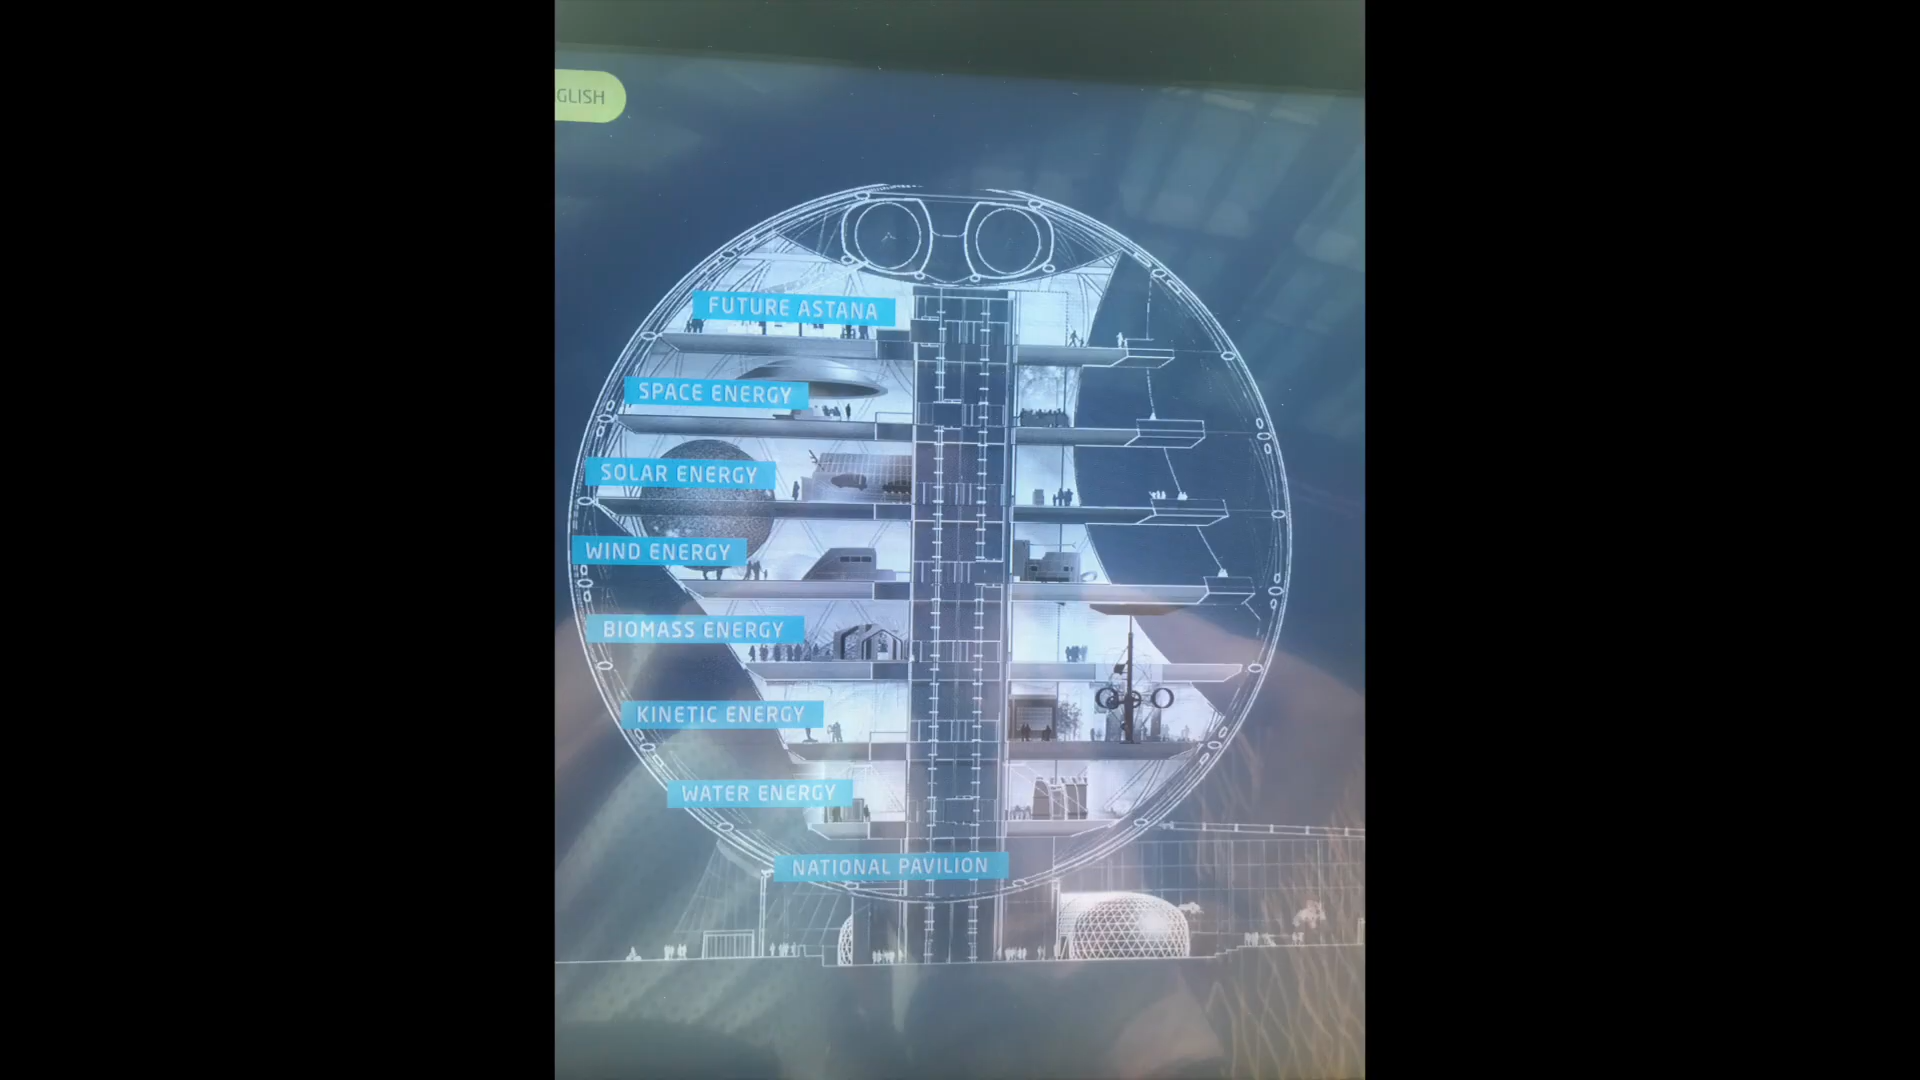 GLISH
FUTURE ASTANA
SPACE ENERGY
SOLAR ENERGY
WIND ENERGY
BIOMASS ENERGY
KINETIC ENERGY
WATER ENERGY
NATIONAL PAVILION